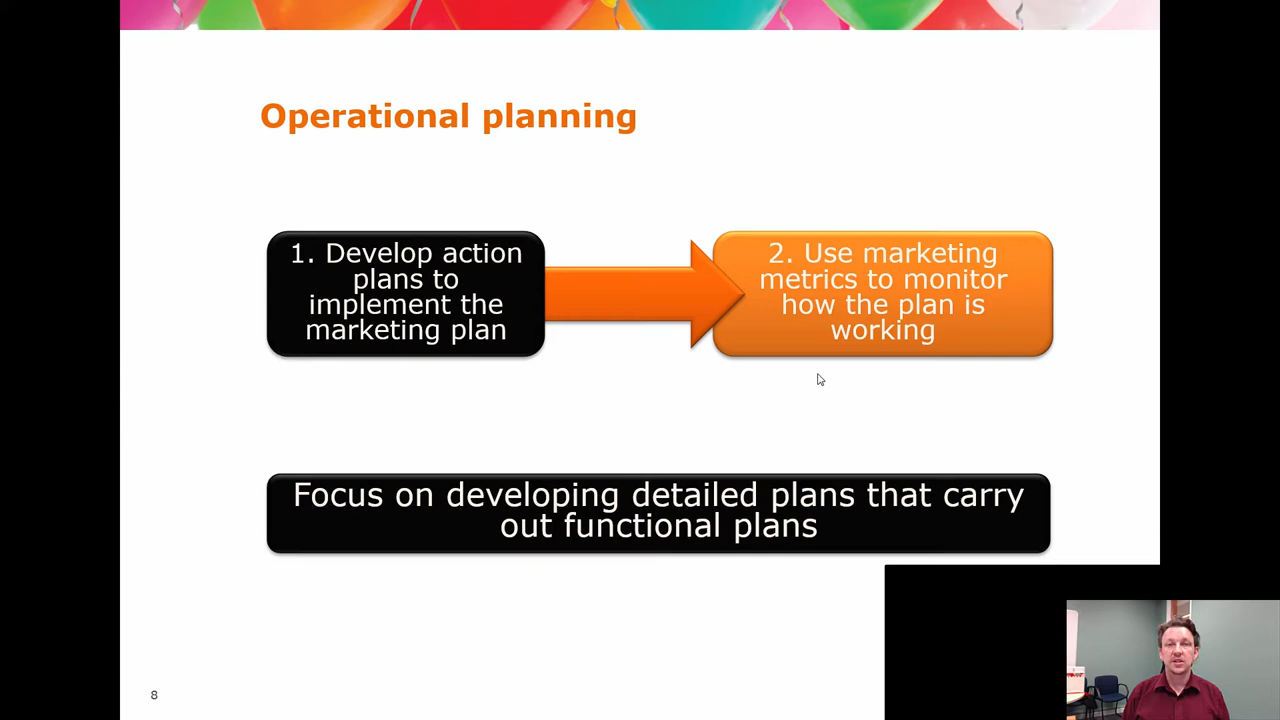 Operational planning
1. Develop action
plans to
implement the
marketing plan
2. Use marketing
metrics to monitor
how the plan is
working
Focus on developing detailed plans that carry
out functional plans
8